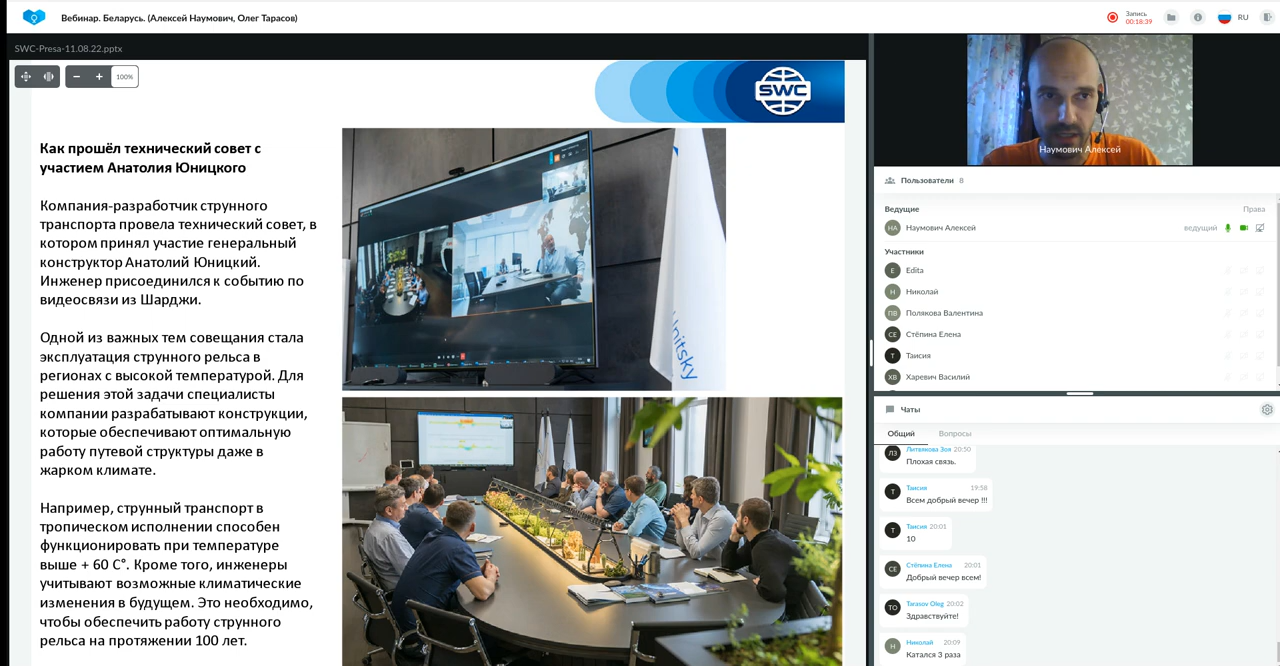 Вебинар. Беларусь. (Алексей Наумович, Олег Тарасов)
Запись
00:18:39
RU
SWC-Presa-11.08.22.pptx
100%
SWC
Как прошёл технический совет с
участием Анатолия Юницкого
Компания-разработчик струнного
транспорта провела технический совет, в
котором принял участие генеральный
конструктор Анатолий Юницкий.
Инженер присоединился к событию по
видеосвязи из Шарджи.
Одной из важных тем совещания стала
эксплуатация струнного рельса в
регионах с высокой температурой. Для
решения этой задачи специалисты
компании разрабатывают конструкции,
которые обеспечивают оптимальную
работу путевой структуры даже в
жарком климате.
Например, струнный транспорт в
тропическом исполнении способен
функционировать при температуре
выше + 60 С°. Кроме того, инженеры
учитывают возможные климатические
изменения в будущем. Это необходимо,
чтобы обеспечить работу струнного
рельса на протяжении 100 лет.
Unitsky
Наумович Алексей
Пользователи 8
Ведущие
Права
НА Наумович Алексей ведущий
Участники
E Edita
Н Николай
ПВ Полякова Валентина
СЕ Стёпина Елена
Т Таисия
ХВ Харевич Василий
Чаты
Общий Вопросы
ЛЗ Литвякова Зоя 20:50
Плохая связь.
Т Таисия 19:58
Всем добрый вечер !!!
Т Таисия 20:01
10
СЕ Стёпина Елена 20:01
Добрый вечер всем!
TO Tarasov Oleg 20:02
Здравствуйте!
Н Николай 20:09
Катался 3 раза